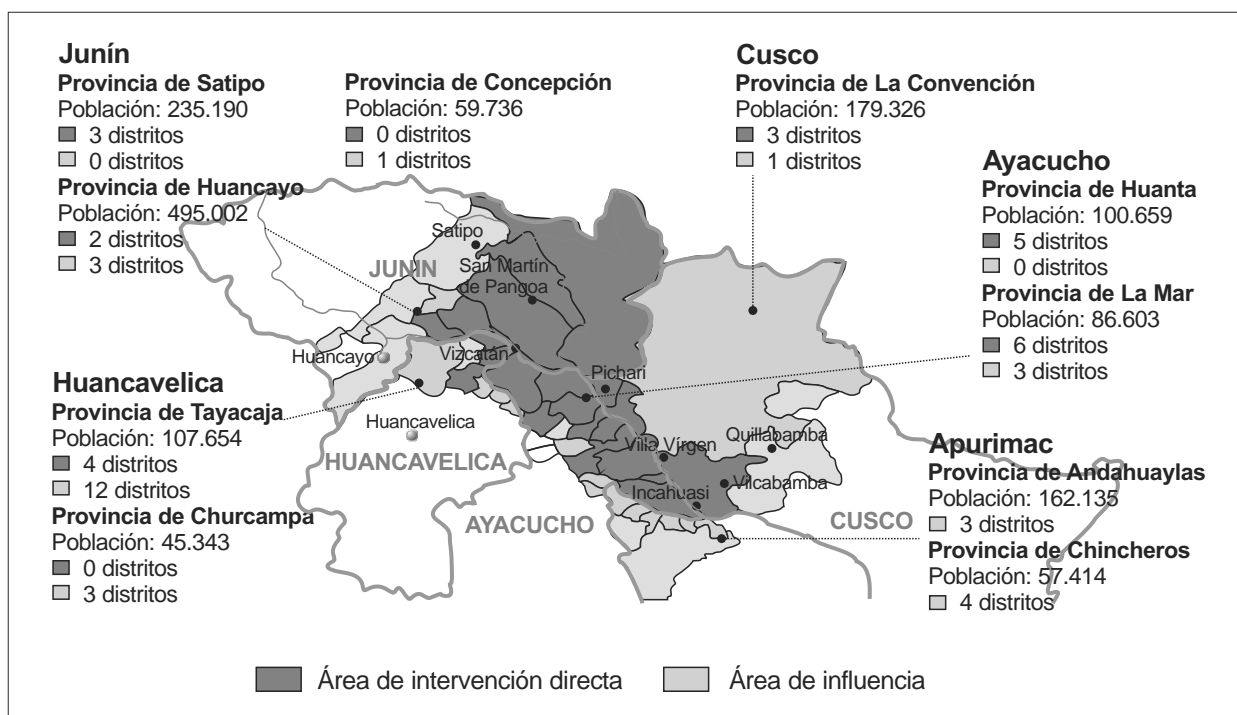 Junín
Provincia de Satipo
Población: 235.190
3 distritos
0 distritos
Provincia de Huancayo
Población: 495.002
2 distritos
3 distritos
Provincia de Concepción
Población: 59.736
0 distritos
1 distritos
Cusco
Provincia de La Convención
Población: 179.326
3 distritos
1 distritos
Ayacucho
Provincia de Huanta
Población: 100.659
5 distritos
0 distritos
Provincia de La Mar
Población: 86.603
6 distritos
3 distritos
Satipo
JUNÍN
San Martín
de Pangoa
Huancayo
Vizcatán
Pichari
Huancavelica
HUANCAVELICA
Villa Vírgen
Quillabamba
Vilcabamba
Incahuasi
AYACUCHO
CUSCO
Huancavelica
Provincia de Tayacaja
Población: 107.654
4 distritos
12 distritos
Provincia de Churcampa
Población: 45.343
0 distritos
3 distritos
Apurimac
Provincia de Andahuaylas
Población: 162.135
3 distritos
Provincia de Chincheros
Población: 57.414
4 distritos
Área de intervención directa
Área de influencia